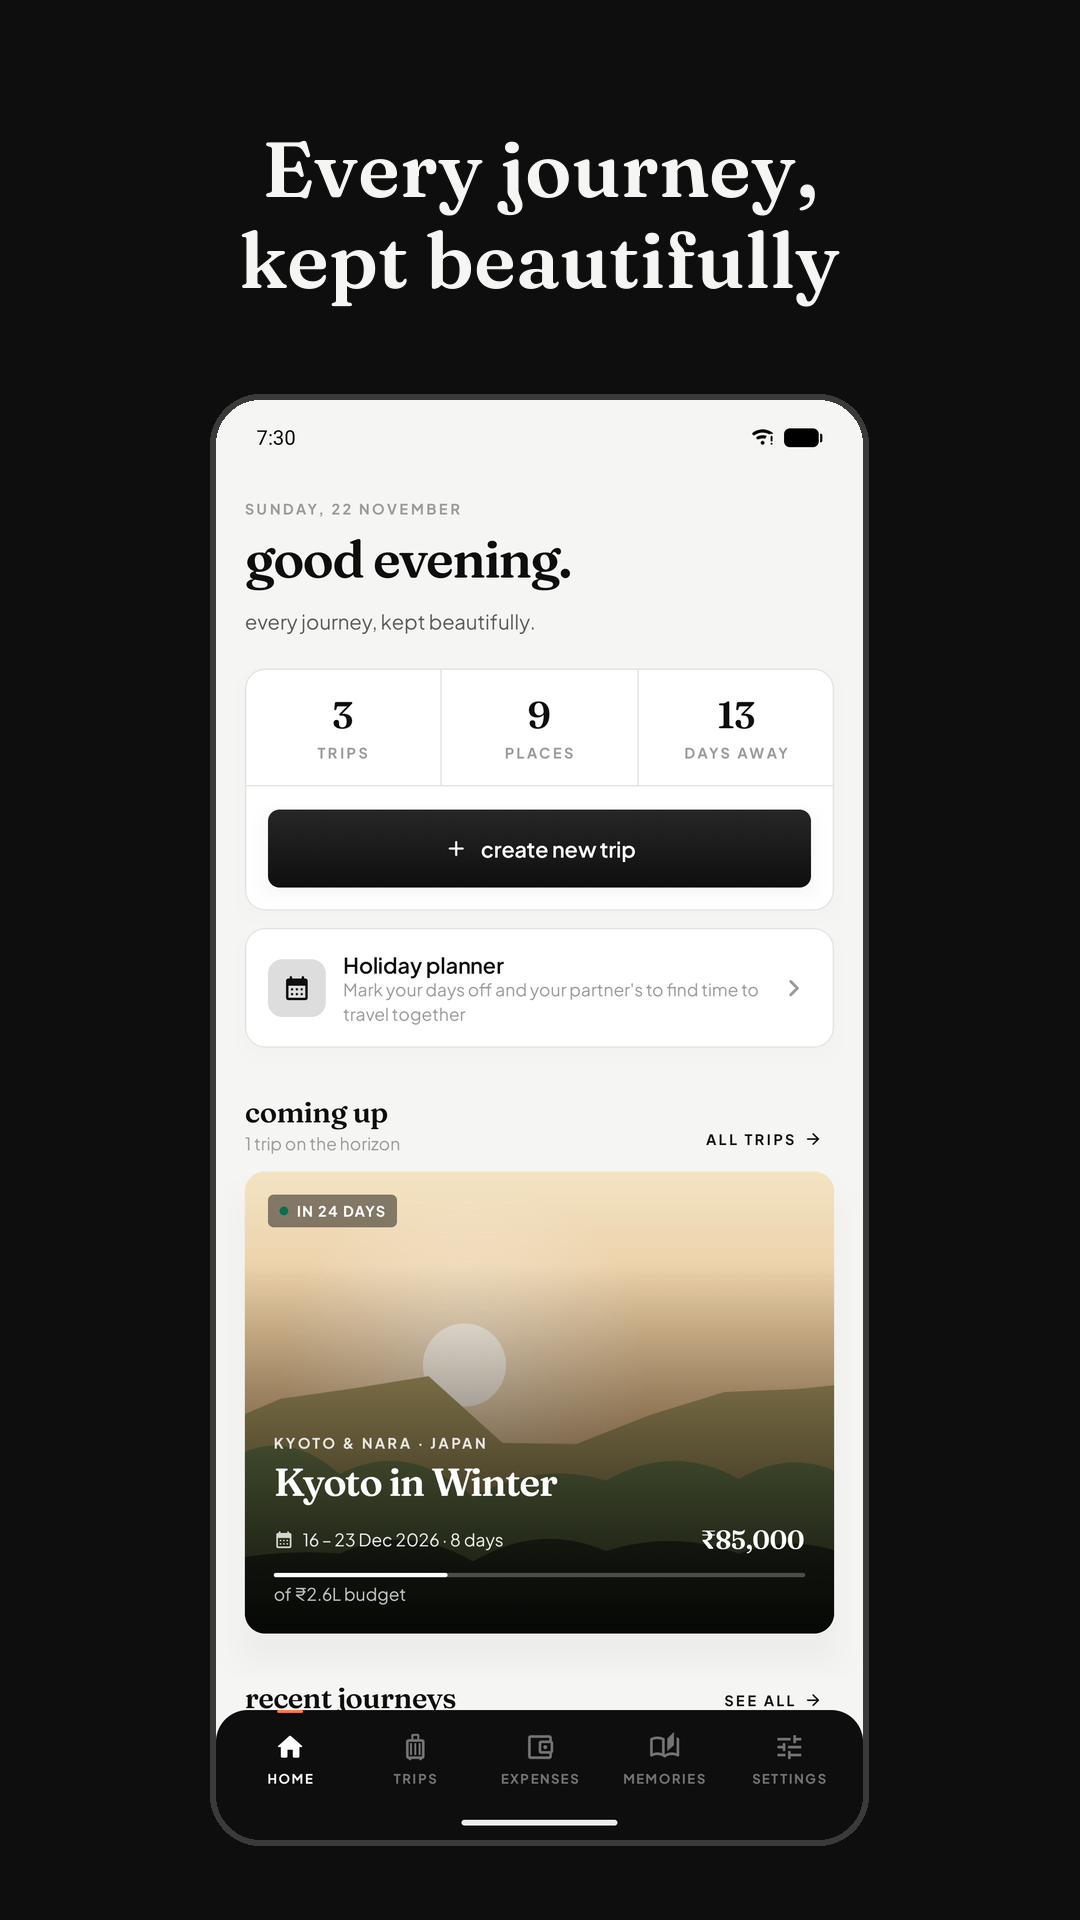 Every journey,
kept beautifully
7:30
SUNDAY, 22 NOVEMBER
good evening.
every journey, kept beautifully.
3
TRIPS
9
PLACES
13
DAYS AWAY
+ create new trip
Holiday planner
Mark your days off and your partner's to find time to
travel together
coming up
1 trip on the horizon
ALL TRIPS →
IN 24 DAYS
KYOTO & NARA · JAPAN
Kyoto in Winter
16 – 23 Dec 2026 · 8 days
₹85,000
of ₹2.6L budget
recent journeys
SEE ALL →
HOME
TRIPS
EXPENSES
MEMORIES
SETTINGS